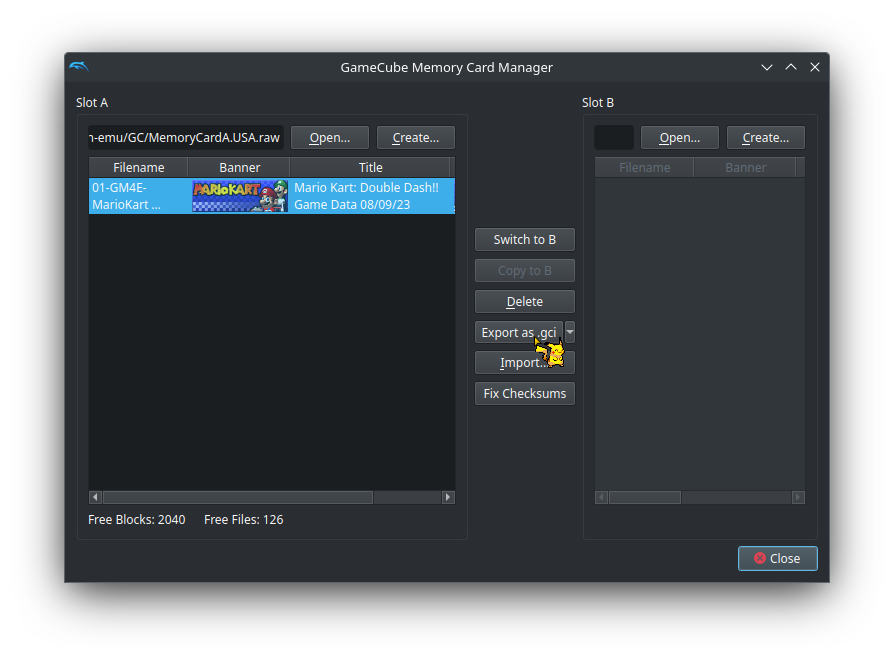 GameCube Memory Card Manager
Slot A
Slot B
n-emu/GC/MemoryCardA.USA.raw
Open...
Create...
Open...
Create...
Filename
Banner
Title
Filename
Banner
01-GM4E-
MarioKart ...
MARIOKART
Mario Kart: Double Dash!!
Game Data 08/09/23
Switch to B
Copy to B
Delete
Export as .gci
Import...
Fix Checksums
Free Blocks: 2040
Free Files: 126
Close